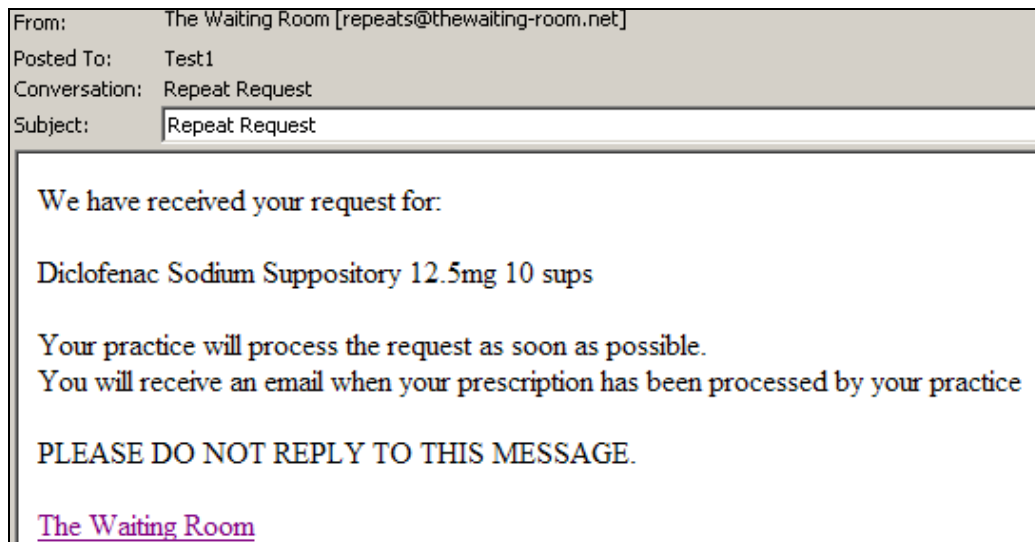 From: The Waiting Room [repeats@thewaiting-room.net]
Posted To: Test1
Conversation: Repeat Request
Subject: Repeat Request
We have received your request for:
Diclofenac Sodium Suppository 12.5mg 10 sups
Your practice will process the request as soon as possible.
You will receive an email when your prescription has been processed by your practice
PLEASE DO NOT REPLY TO THIS MESSAGE.
The Waiting Room